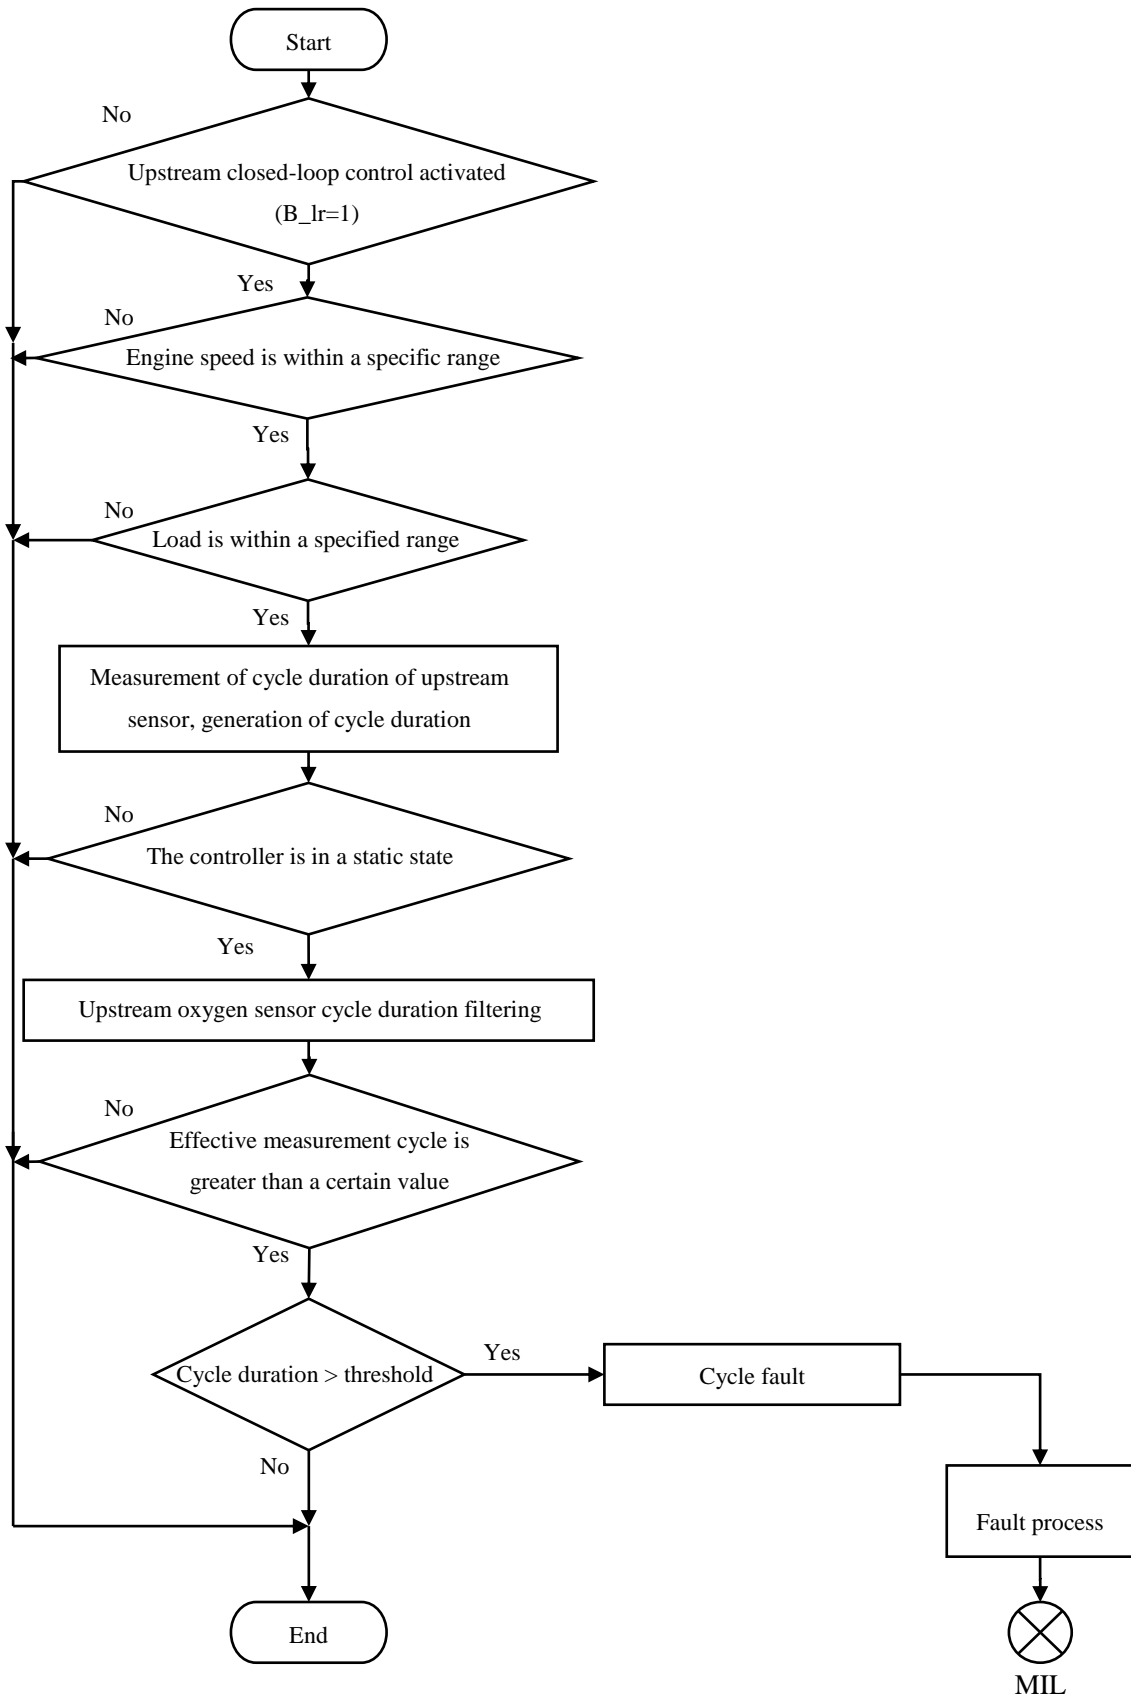 Start
No
Upstream closed-loop control activated
(B_lr=1)
Yes
No
Engine speed is within a specific range
Yes
No
Load is within a specified range
Yes
Measurement of cycle duration of upstream
sensor, generation of cycle duration
No
The controller is in a static state
Yes
Upstream oxygen sensor cycle duration filtering
No
Effective measurement cycle is
greater than a certain value
Yes
Cycle duration > threshold
Yes
Cycle fault
No
Fault process
End
MIL